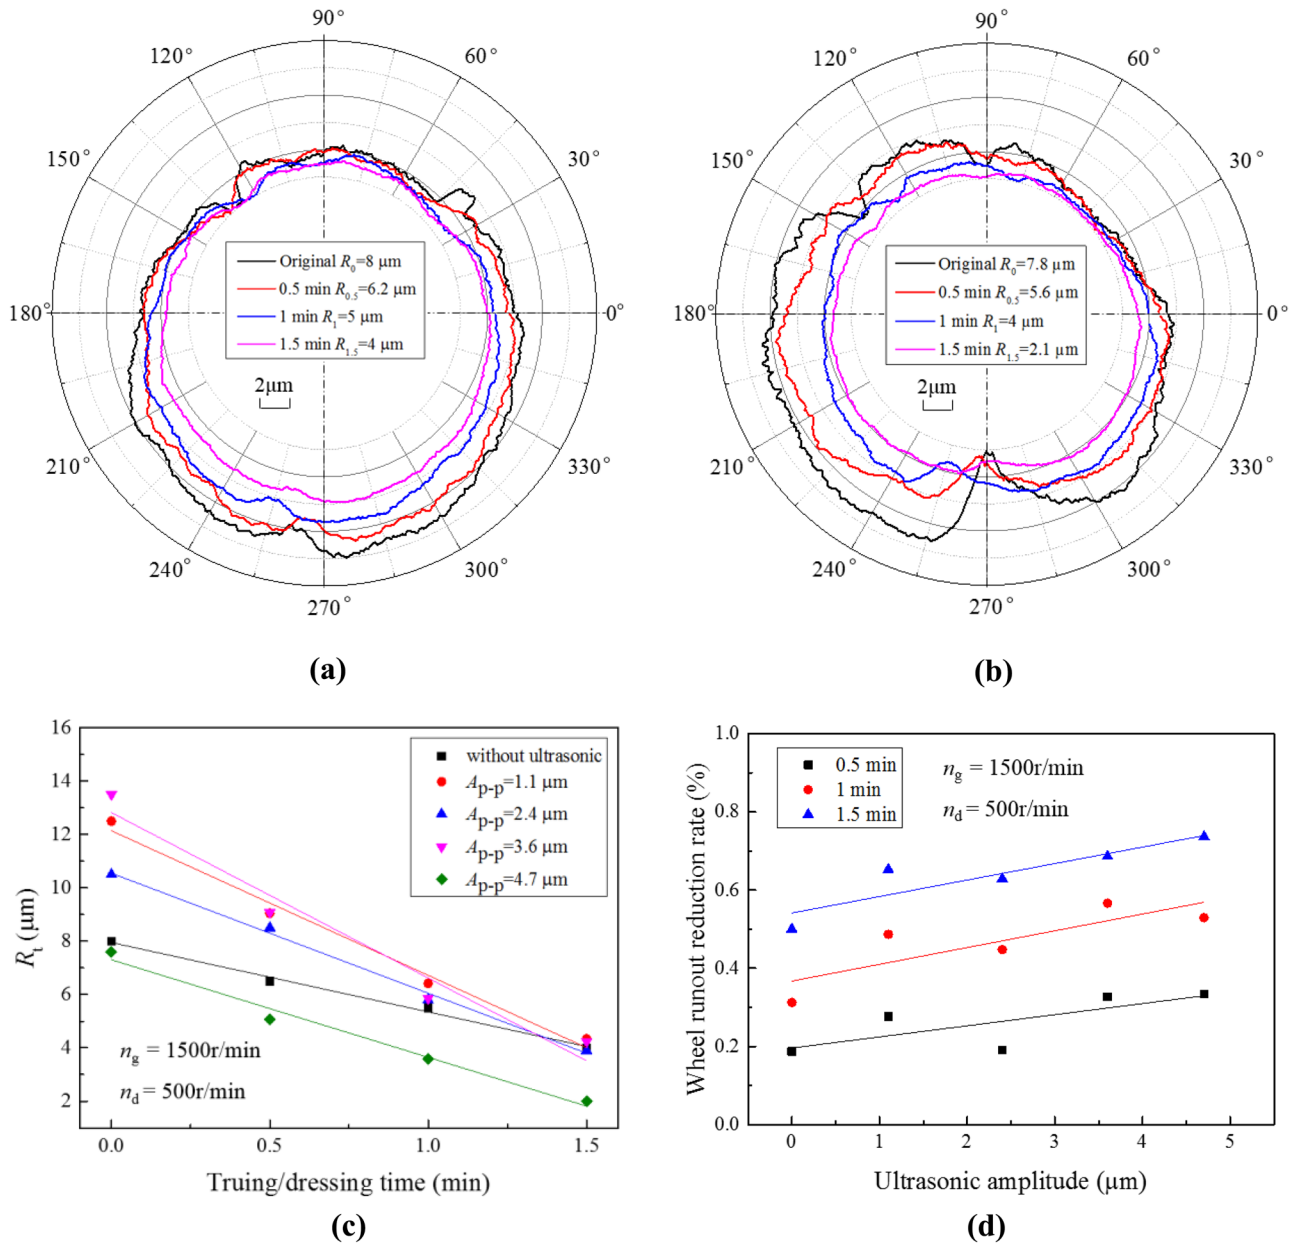 90°
120°
60°
150°
30°
180°
0°
210°
330°
240°
300°
270°
Original R₀=8 μm
0.5 min R₀.₅=6.2 μm
1 min R₁=5 μm
1.5 min R₁.₅=4 μm
2μm
(a)
90°
120°
60°
150°
30°
180°
0°
210°
330°
240°
300°
270°
Original R₀=7.8 μm
0.5 min R₀.₅=5.6 μm
1 min R₁=4 μm
1.5 min R₁.₅=2.1 μm
2μm
(b)
16
14
12
10
8
6
4
2
Rₜ (μm)
without ultrasonic
Aₚ₋ₚ=1.1 μm
Aₚ₋ₚ=2.4 μm
Aₚ₋ₚ=3.6 μm
Aₚ₋ₚ=4.7 μm
n_g = 1500r/min
n_d = 500r/min
0.0 0.5 1.0 1.5
Truing/dressing time (min)
(c)
1.0
0.8
0.6
0.4
0.2
0.0
Wheel runout reduction rate (%)
0.5 min
1 min
1.5 min
n_g = 1500r/min
n_d = 500r/min
0 1 2 3 4 5
Ultrasonic amplitude (μm)
(d)